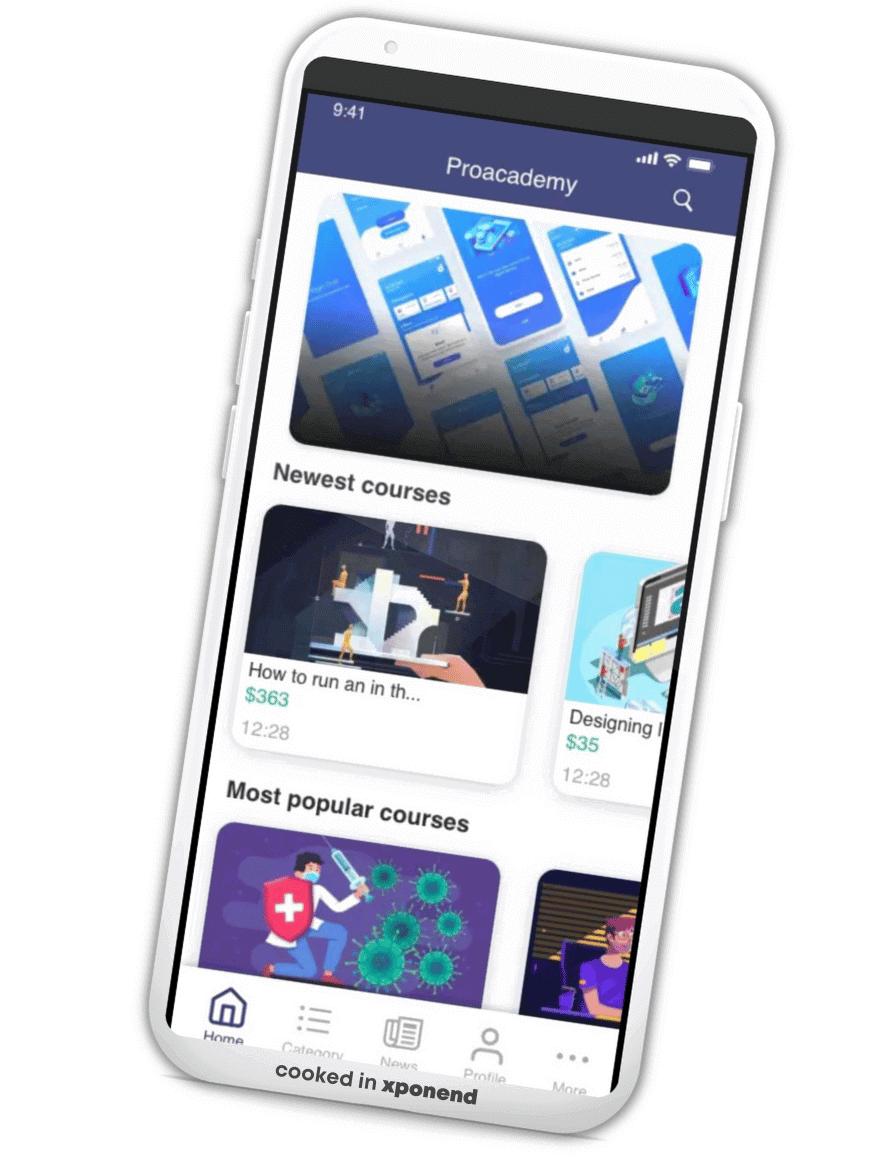 9:41
Proacademy
Newest courses
How to run an in th...
$363
12:28
Designing I
$35
12:28
Most popular courses
Home
Category
News
Profile
More
cooked in xponend